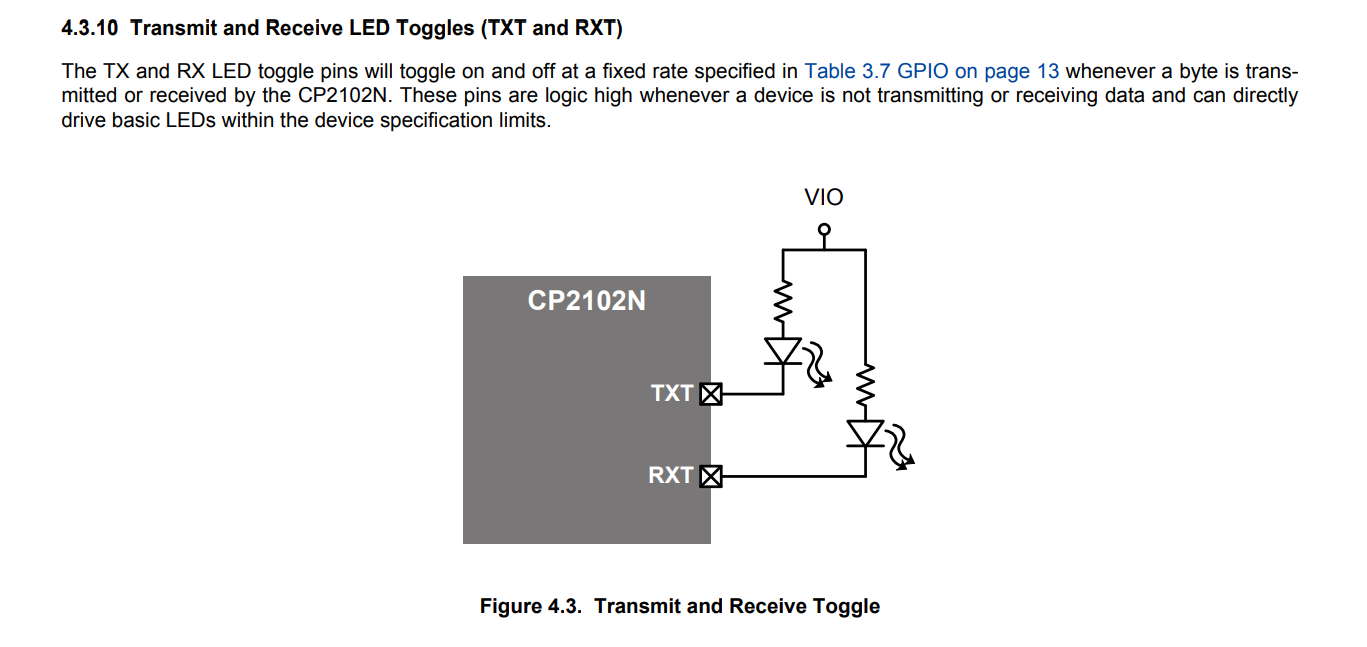 4.3.10 Transmit and Receive LED Toggles (TXT and RXT)
The TX and RX LED toggle pins will toggle on and off at a fixed rate specified in Table 3.7 GPIO on page 13 whenever a byte is trans-
mitted or received by the CP2102N. These pins are logic high whenever a device is not transmitting or receiving data and can directly
drive basic LEDs within the device specification limits.
VIO
CP2102N
TXT
RXT
Figure 4.3. Transmit and Receive Toggle